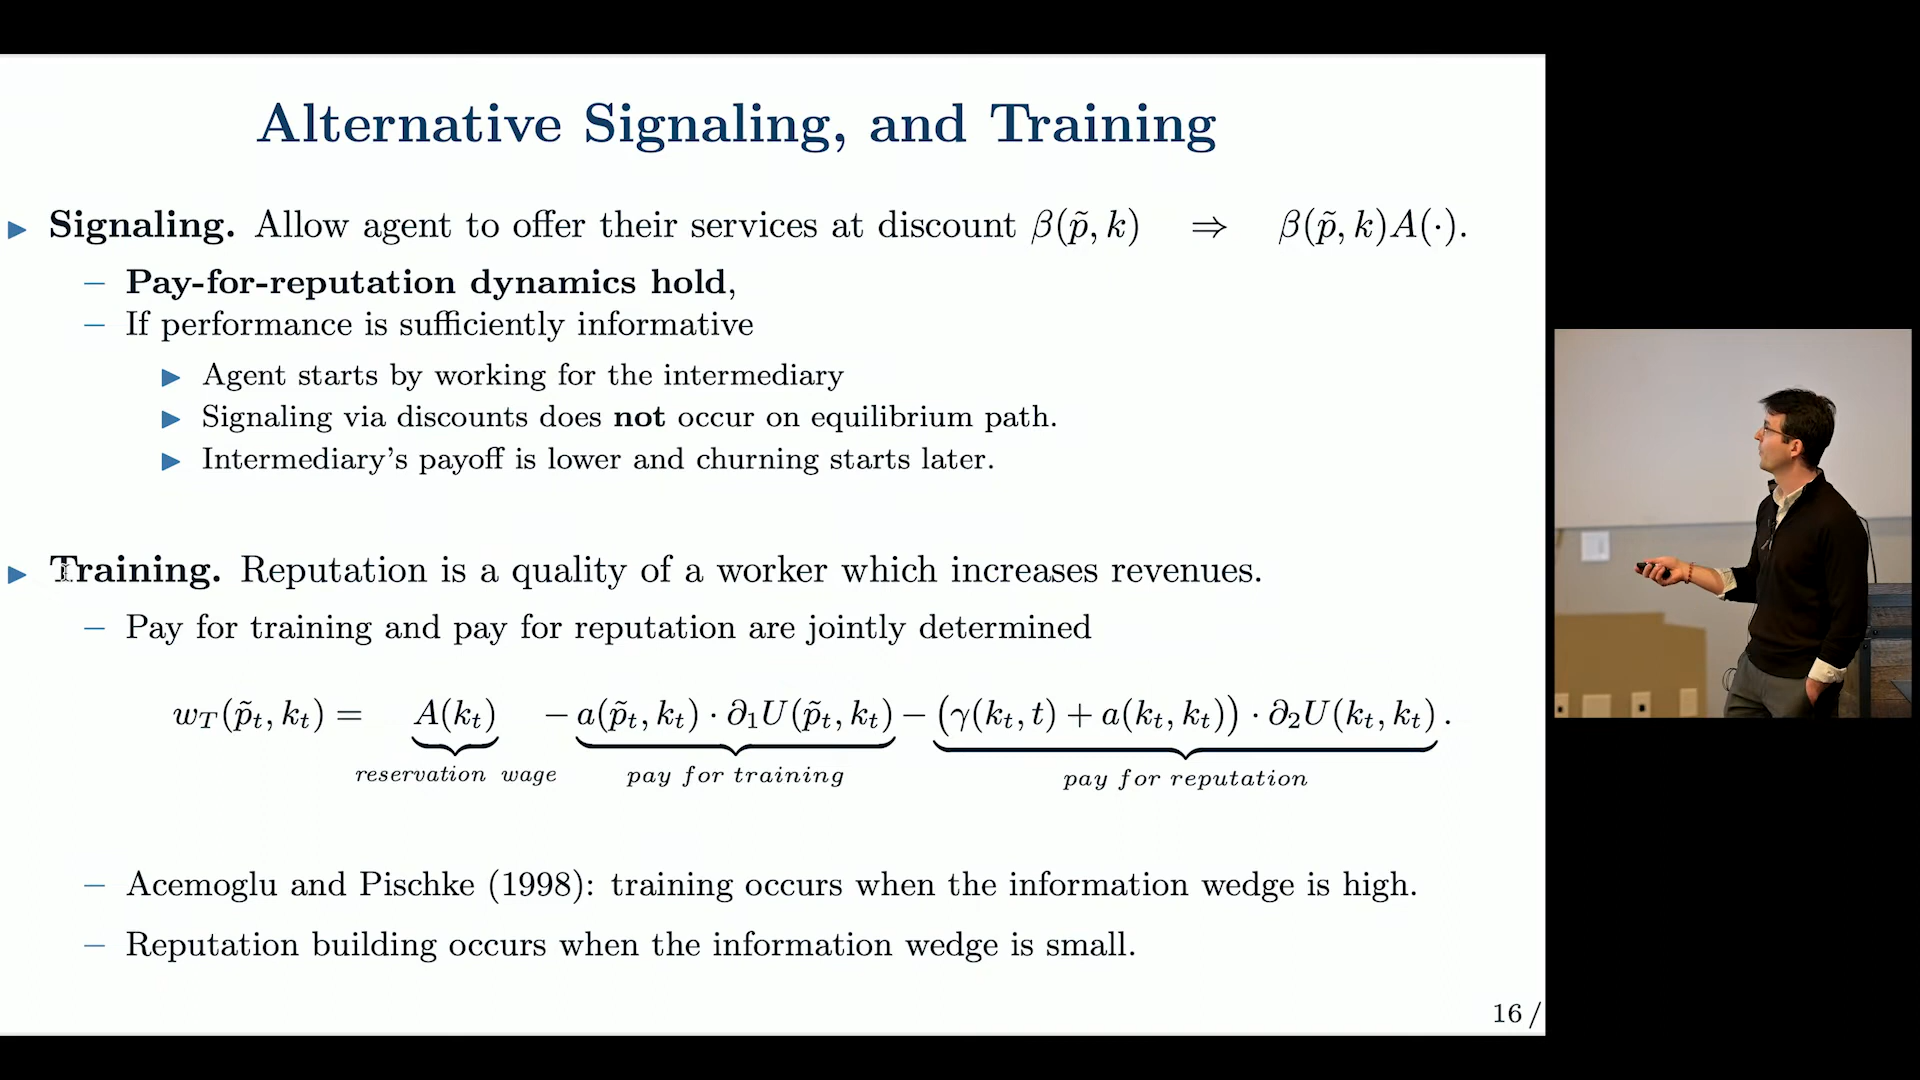 Alternative Signaling, and Training
▶ Signaling. Allow agent to offer their services at discount β(p̃, k) ⇒ β(p̃, k)A(·).
– Pay-for-reputation dynamics hold,
– If performance is sufficiently informative
▶ Agent starts by working for the intermediary
▶ Signaling via discounts does not occur on equilibrium path.
▶ Intermediary's payoff is lower and churning starts later.
▶ Training. Reputation is a quality of a worker which increases revenues.
– Pay for training and pay for reputation are jointly determined
w_T(p̃_t, k_t) = A(k_t) − a(p̃_t, k_t) · ∂₁U(p̃_t, k_t) − (γ(k_t, t) + a(k_t, k_t)) · ∂₂U(k_t, k_t).
reservation wage pay for training pay for reputation
– Acemoglu and Pischke (1998): training occurs when the information wedge is high.
– Reputation building occurs when the information wedge is small.
16 /